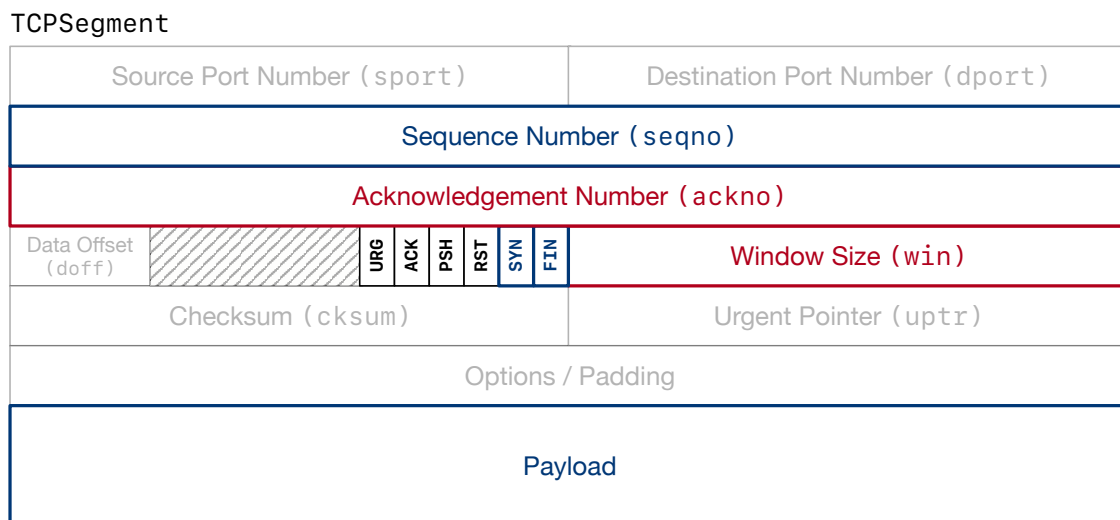 TCPSegment
Source Port Number (sport)
Destination Port Number (dport)
Sequence Number (seqno)
Acknowledgement Number (ackno)
Data Offset
(doff)
URG
ACK
PSH
RST
SYN
FIN
Window Size (win)
Checksum (cksum)
Urgent Pointer (uptr)
Options / Padding
Payload